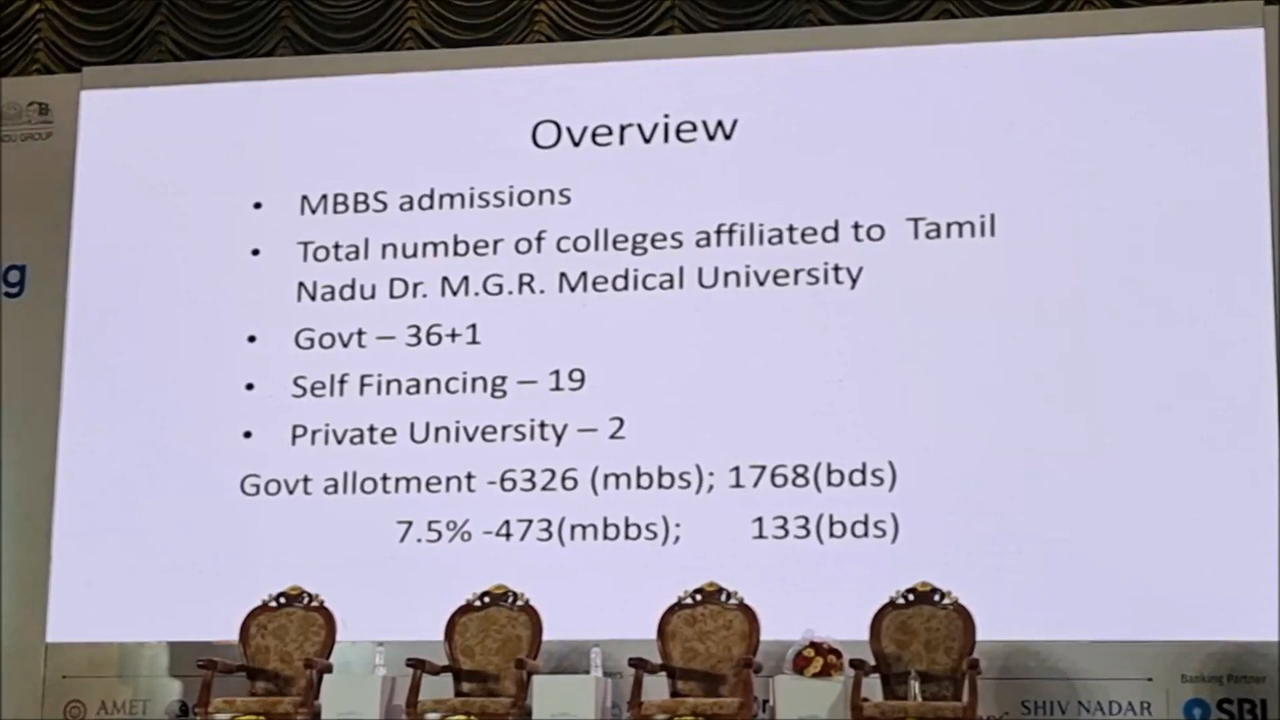 DU GROUP
g
Overview
• MBBS admissions
• Total number of colleges affiliated to Tamil
Nadu Dr. M.G.R. Medical University
• Govt – 36+1
• Self Financing – 19
• Private University – 2
Govt allotment -6326 (mbbs); 1768(bds)
7.5% -473(mbbs); 133(bds)
Banking Partner
AMET
SHIV NADAR
SBI